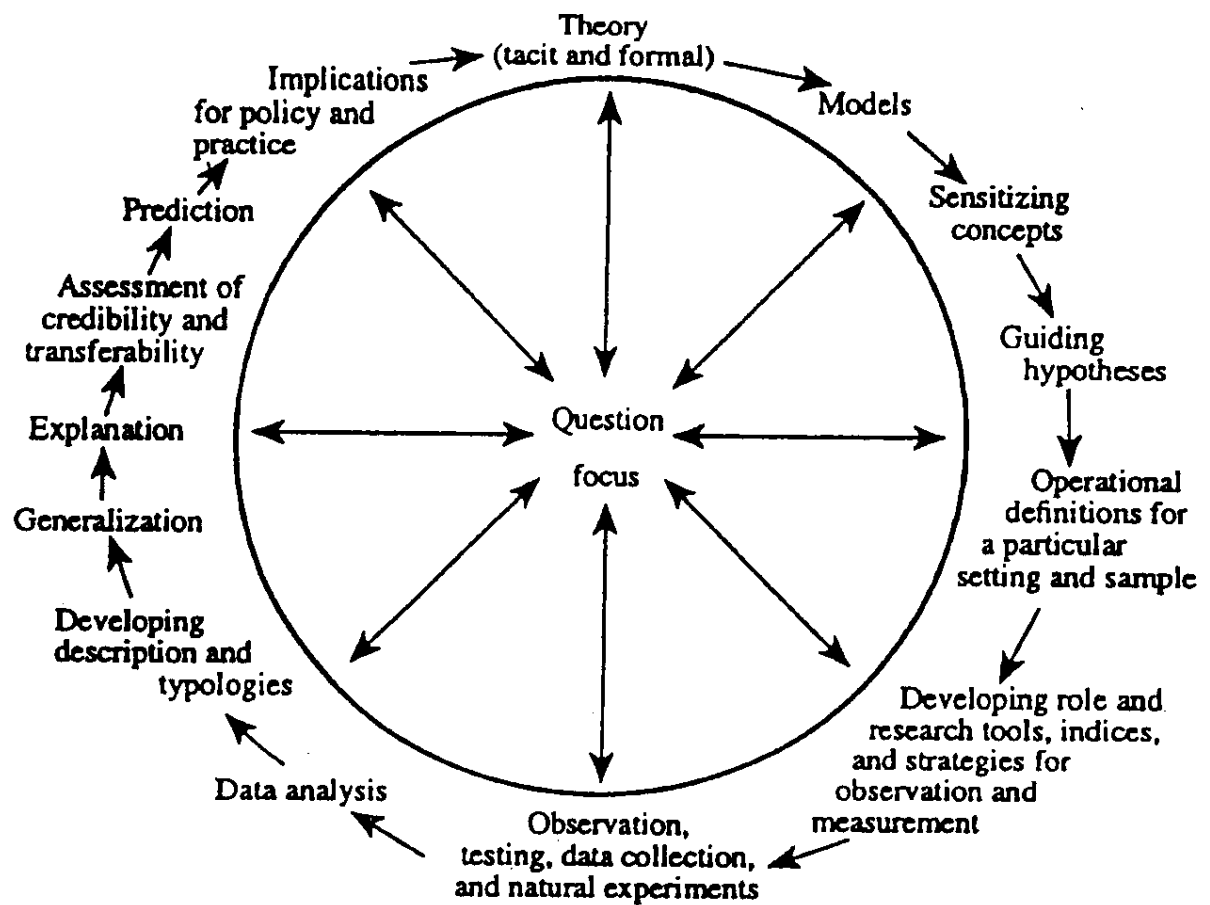 Theory
(tacit and formal)
Models
Sensitizing
concepts
Guiding
hypotheses
Operational
definitions for
a particular
setting and sample
Developing role and
research tools, indices,
and strategies for
observation and
measurement
Observation,
testing, data collection,
and natural experiments
Data analysis
Developing
description and
typologies
Generalization
Explanation
Assessment of
credibility and
transferability
Prediction
Implications
for policy and
practice
Question
focus